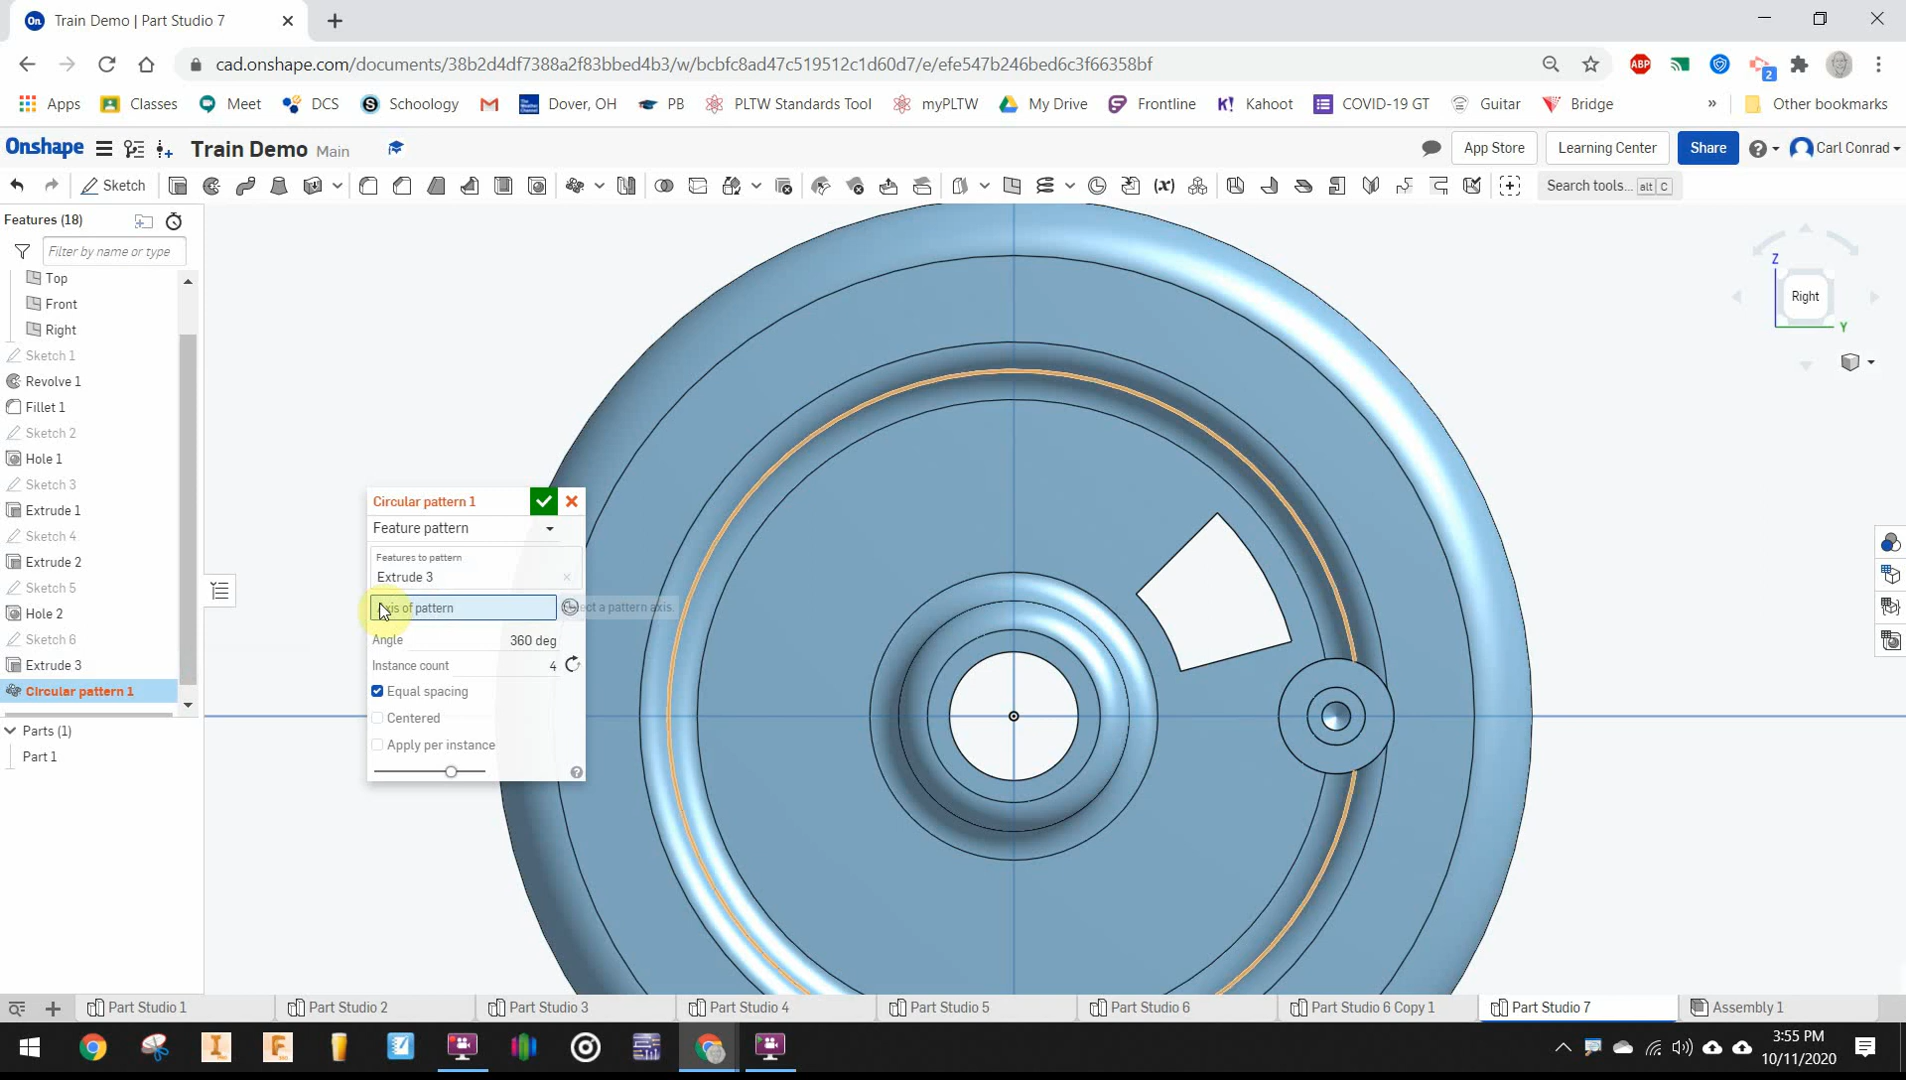 Train Demo | Part Studio 7
cad.onshape.com/documents/38b2d4df7388a2f83bbed4b3/w/bcbfc8ad47c519512c1d60d7/e/efe547b246bed6c3f66358bf
ABP
2
Apps
Classes
Meet
DCS
Schoology
Dover, OH
PB
PLTW Standards Tool
myPLTW
My Drive
Frontline
Kahoot
COVID-19 GT
Guitar
Bridge
»
Other bookmarks
Onshape
Train Demo Main
App Store
Learning Center
Share
Carl Conrad
Sketch
Search tools... alt C
Features (18)
Filter by name or type
Top
Front
Right
Sketch 1
Revolve 1
Fillet 1
Sketch 2
Hole 1
Sketch 3
Extrude 1
Sketch 4
Extrude 2
Sketch 5
Hole 2
Sketch 6
Extrude 3
Circular pattern 1
Parts (1)
Part 1
Circular pattern 1
Feature pattern
Features to pattern
Extrude 3
of pattern
a pattern axis.
Angle 360 deg
Instance count 4
Equal spacing
Centered
Apply per instance
Z
Right
Y
Part Studio 1
Part Studio 2
Part Studio 3
Part Studio 4
Part Studio 5
Part Studio 6
Part Studio 6 Copy 1
Part Studio 7
Assembly 1
3:55 PM
10/11/2020